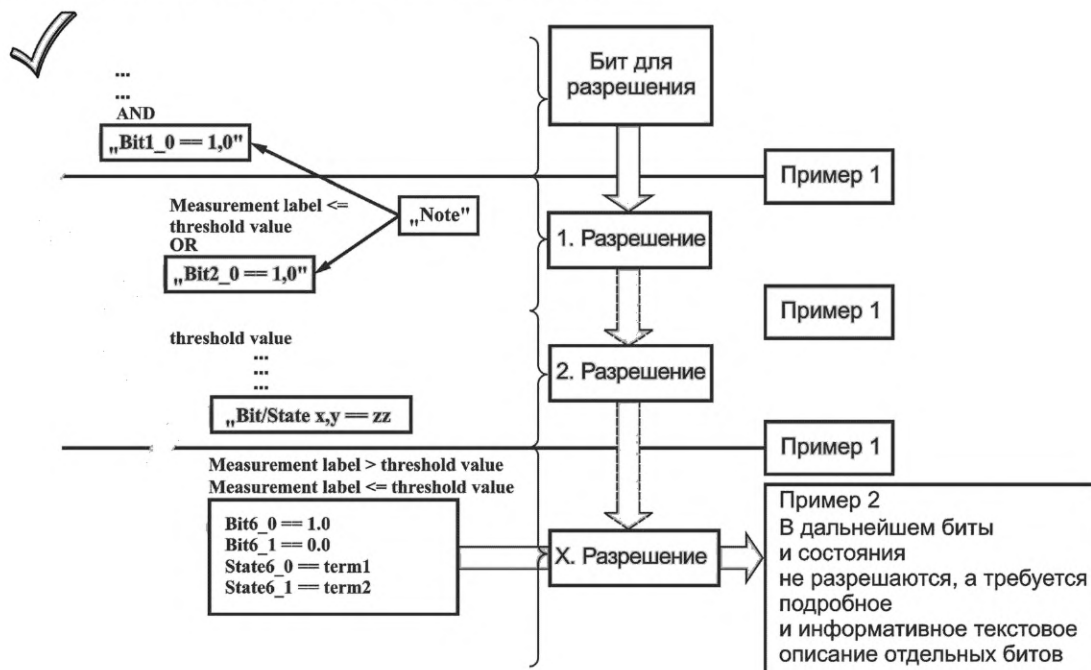 Бит для
разрешения
...
...
AND
„Bit1_0 == 1,0"
Пример 1
Measurement label <=
threshold value
OR
„Bit2_0 == 1,0"
„Note"
1. Разрешение
Пример 1
threshold value
...
...
...
2. Разрешение
„Bit/State x,y == zz
Пример 1
Measurement label > threshold value
Measurement label <= threshold value
Bit6_0 == 1.0
Bit6_1 == 0.0
State6_0 == term1
State6_1 == term2
X. Разрешение
Пример 2
В дальнейшем биты
и состояния
не разрешаются, а требуется
подробное
и информативное текстовое
описание отдельных битов